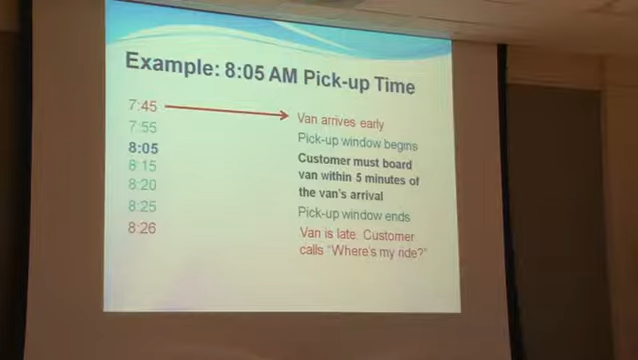 Example: 8:05 AM Pick-up Time
7:45
Van arrives early
7:55
Pick-up window begins
8:05
Customer must board
van within 5 minutes of
the van's arrival
8:15
8:20
8:25
Pick-up window ends
8:26
Van is late. Customer
calls "Where's my ride?"